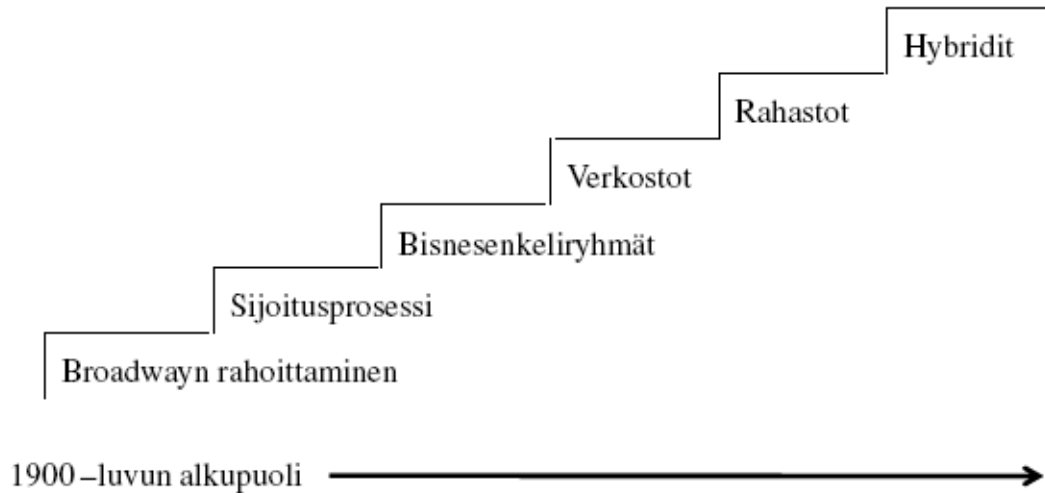 Hybridit
Rahastot
Verkostot
Bisnesenkeliryhmät
Sijoitusprosessi
Broadwayn rahoittaminen
1900 –luvun alkupuoli